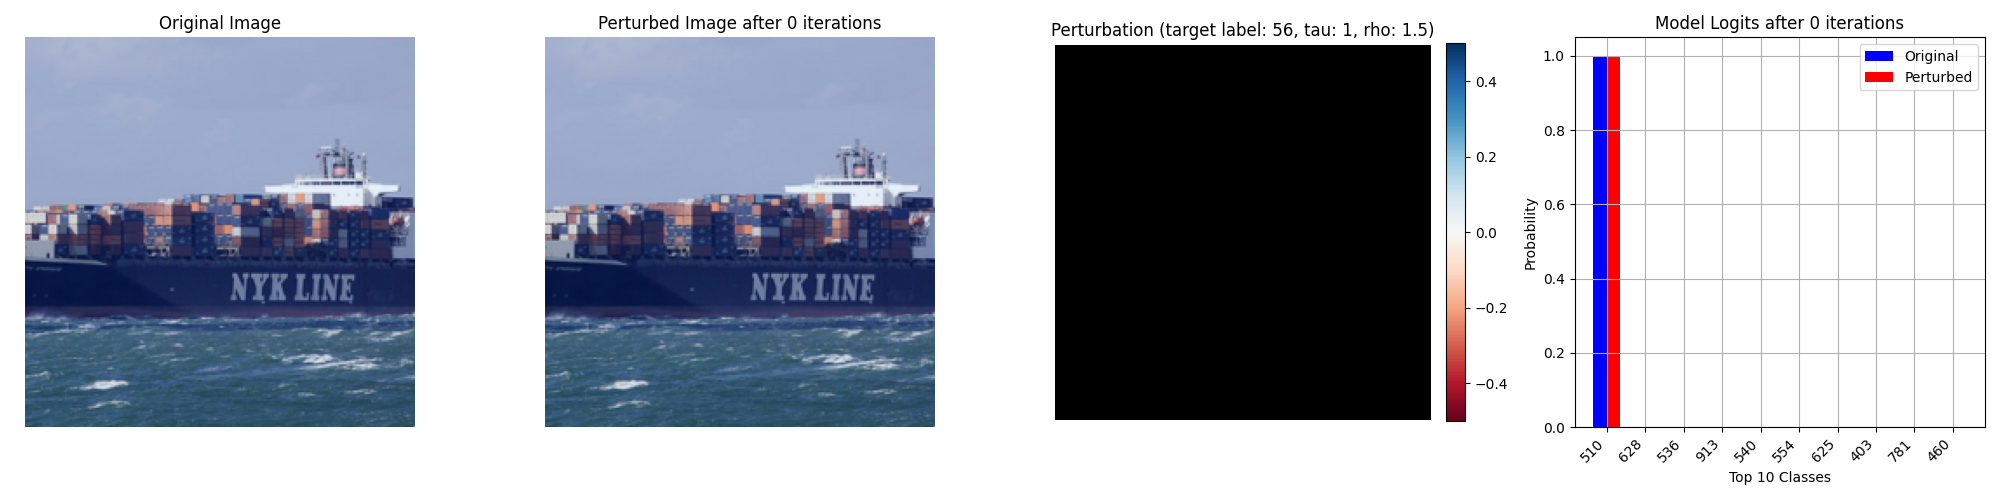 Original Image
Perturbed Image after 0 iterations
Perturbation (target label: 56, tau: 1, rho: 1.5)
Model Logits after 0 iterations
NYK LINE
NYK LINE
0.4
0.2
0.0
−0.2
−0.4
Probability
1.0
0.8
0.6
0.4
0.2
0.0
Original
Perturbed
510
628
536
913
540
554
625
403
781
460
Top 10 Classes